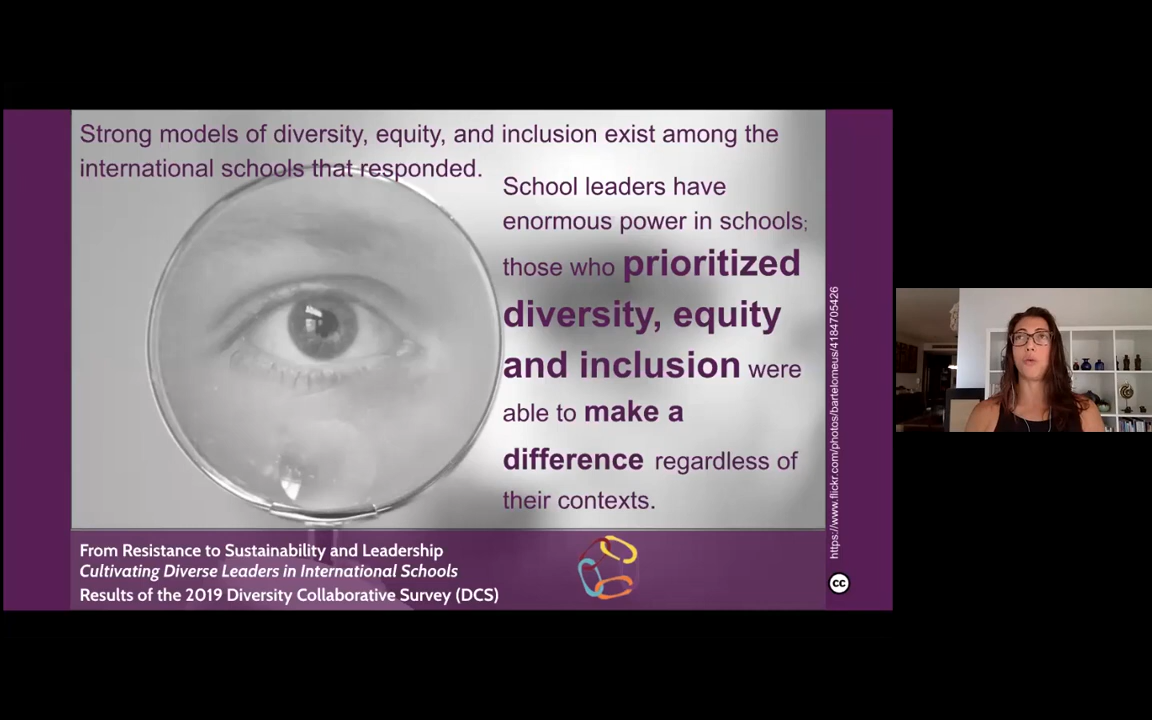 Strong models of diversity, equity, and inclusion exist among the
international schools that responded.
School leaders have
enormous power in schools;
those who prioritized
diversity, equity
and inclusion were
able to make a
difference regardless of
their contexts.
https://www.flickr.com/photos/bartelomeus/4184705426
cc
From Resistance to Sustainability and Leadership
Cultivating Diverse Leaders in International Schools
Results of the 2019 Diversity Collaborative Survey (DCS)